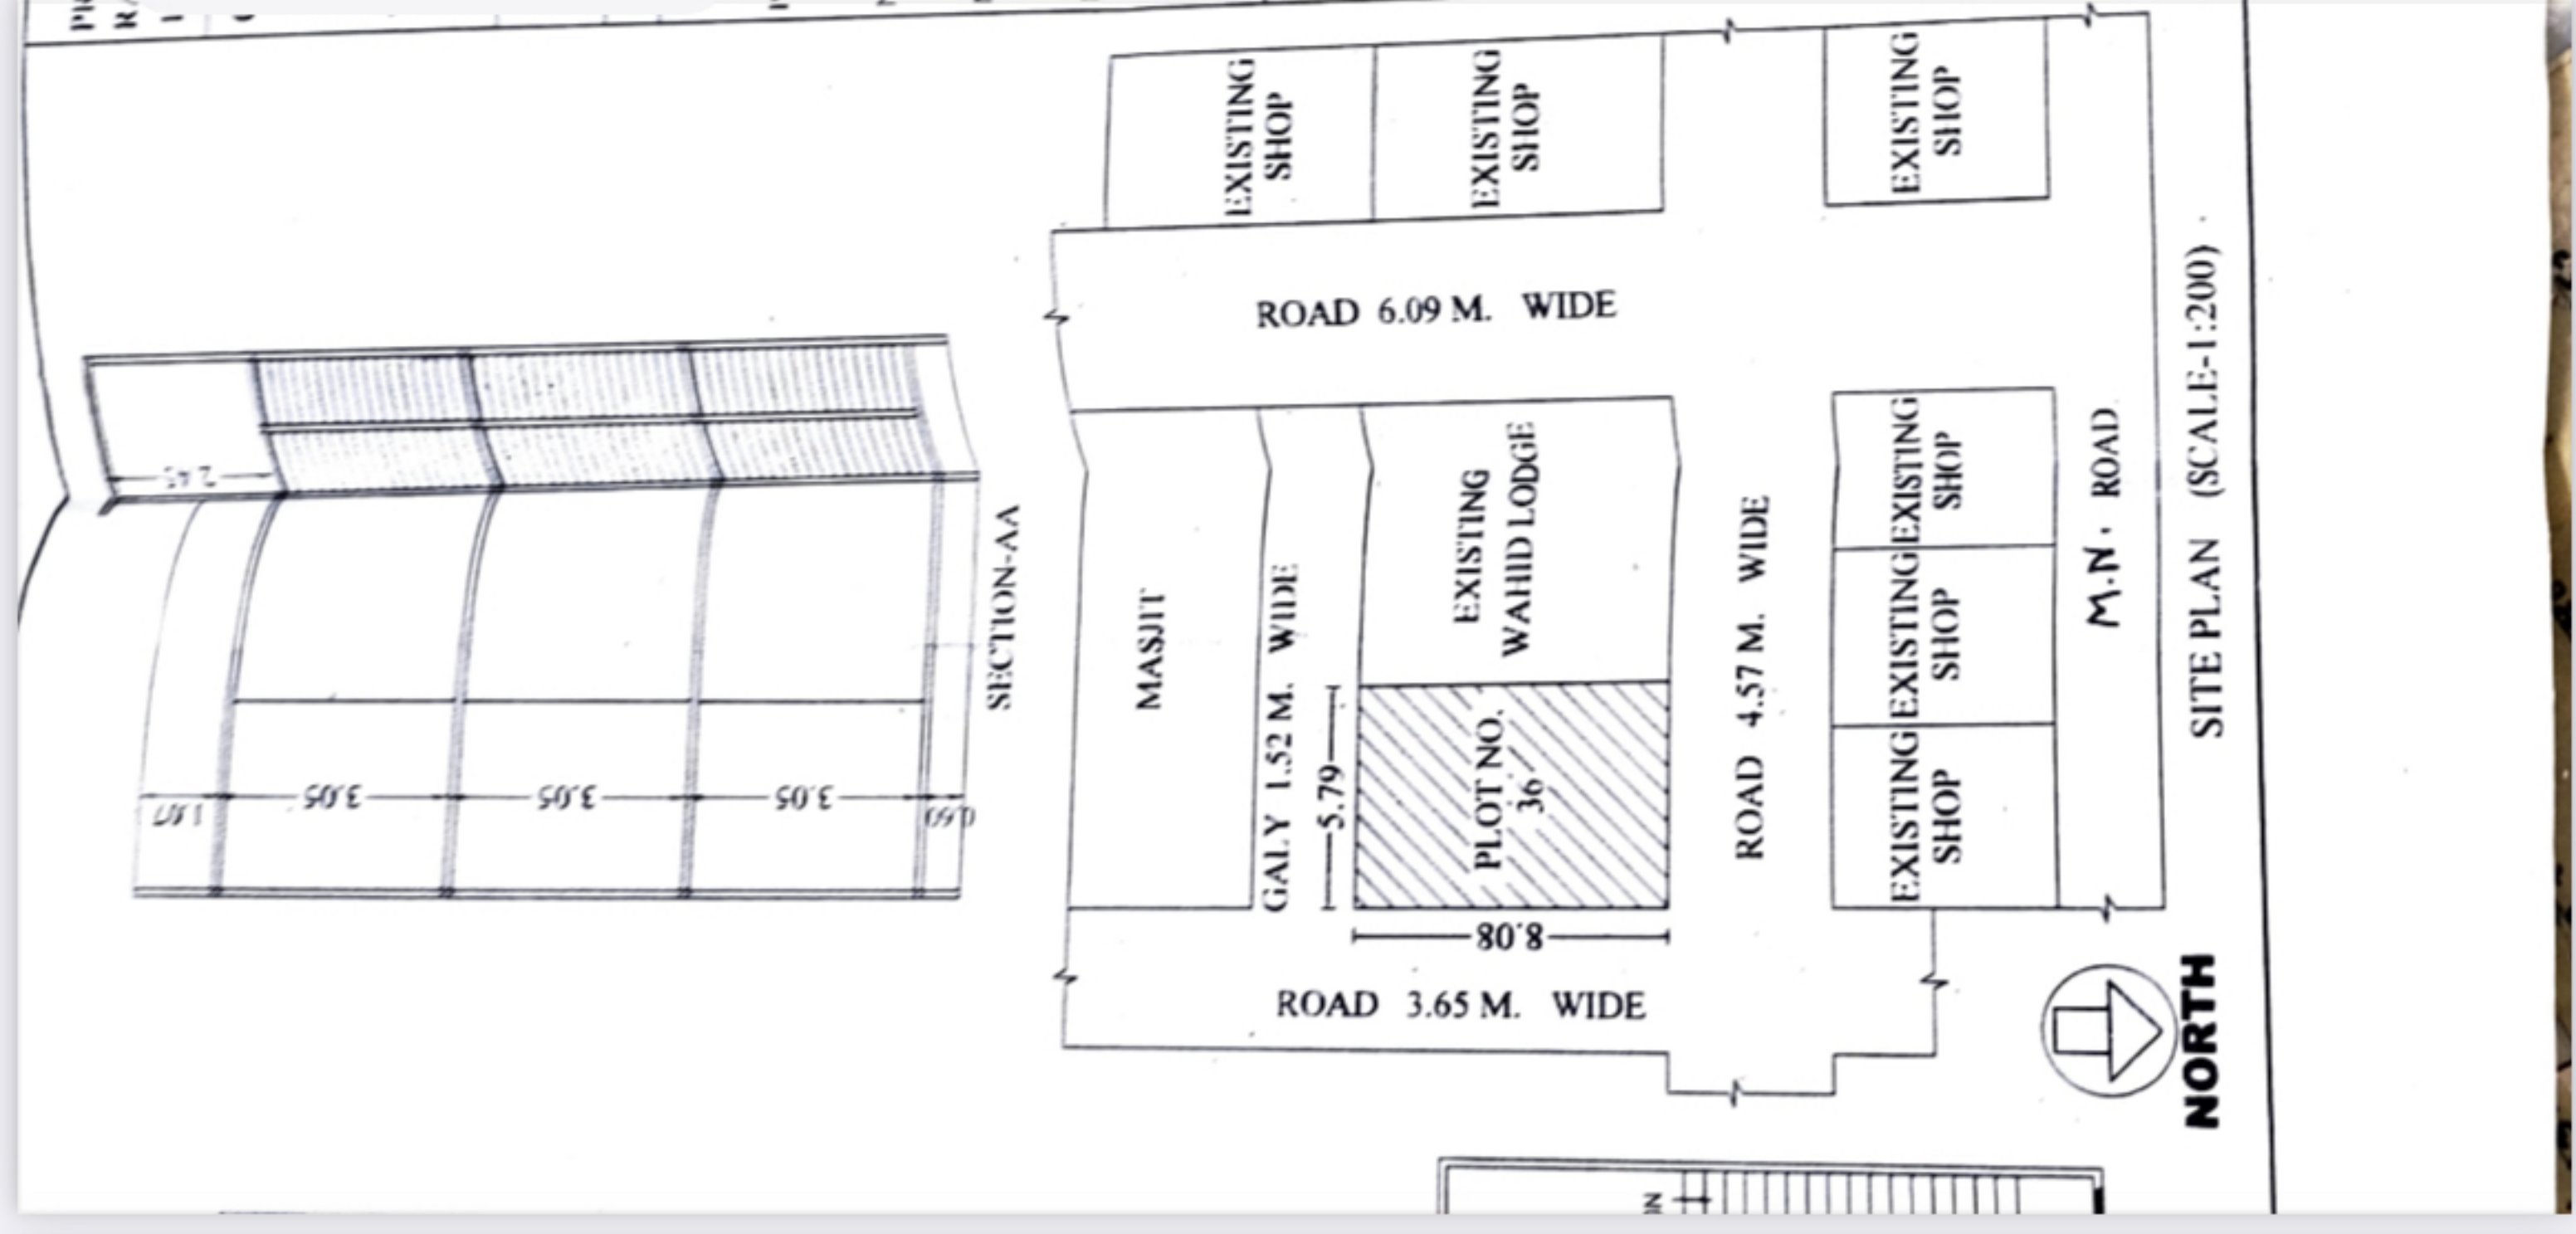 EXISTING
SHOP
EXISTING
SHOP
EXISTING
SHOP
ROAD 6.09 M. WIDE
2.45
SECTION-AA
1.07
3.05
3.05
3.05
0.60
MASJIT
GALY 1.52 M. WIDE
EXISTING
WAHID LODGE
5.79
PLOT NO.
36
8.08
ROAD 4.57 M. WIDE
EXISTING
SHOP
EXISTING
SHOP
EXISTING
SHOP
M.N. ROAD
SITE PLAN (SCALE-1:200)
ROAD 3.65 M. WIDE
NORTH